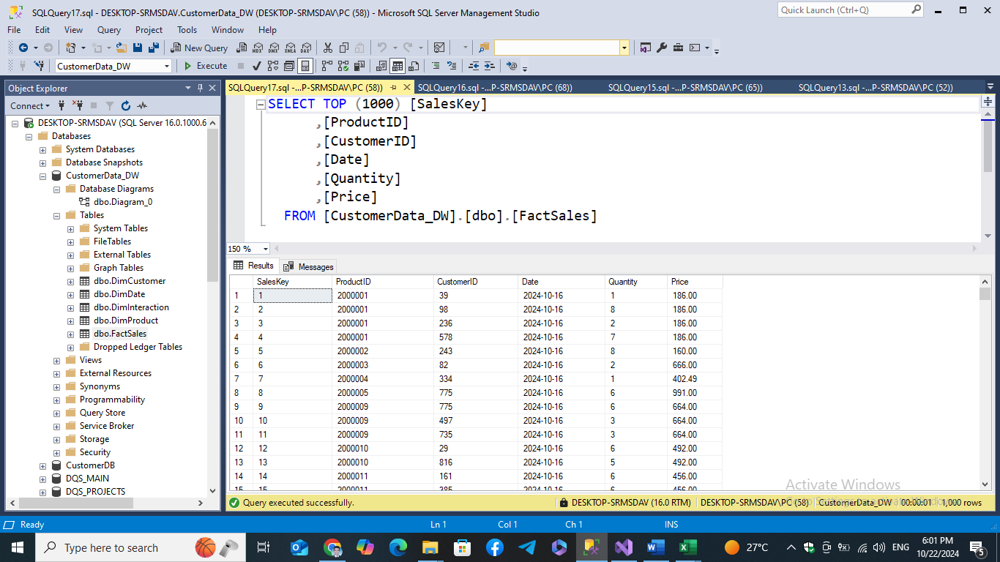 SQLQuery17.sql - DESKTOP-SRMSDAV.CustomerData_DW (DESKTOP-SRMSDAV\PC (58)) - Microsoft SQL Server Management Studio
Quick Launch (Ctrl+Q)
File Edit View Query Project Tools Window Help
New Query MDX DMX XMLA DAX
CustomerData_DW Execute
Object Explorer
Connect
DESKTOP-SRMSDAV (SQL Server 16.0.1000.6
Databases
System Databases
Database Snapshots
CustomerData_DW
Database Diagrams
dbo.Diagram_0
Tables
System Tables
FileTables
External Tables
Graph Tables
dbo.DimCustomer
dbo.DimDate
dbo.DimInteraction
dbo.DimProduct
dbo.FactSales
Dropped Ledger Tables
Views
External Resources
Synonyms
Programmability
Query Store
Service Broker
Storage
Security
CustomerDB
DQS_MAIN
DQS_PROJECTS
SQLQuery17.sql -...P-SRMSDAV\PC (58)) SQLQuery16.sql -...P-SRMSDAV\PC (68)) SQLQuery15.sql -...P-SRMSDAV\PC (65)) SQLQuery13.sql -...P-SRMSDAV\PC (52))
SELECT TOP (1000) [SalesKey]
,[ProductID]
,[CustomerID]
,[Date]
,[Quantity]
,[Price]
FROM [CustomerData_DW].[dbo].[FactSales]
150 %
Results Messages
SalesKey ProductID CustomerID Date Quantity Price
1 1 2000001 39 2024-10-16 1 186.00
2 2 2000001 98 2024-10-16 8 186.00
3 3 2000001 236 2024-10-16 2 186.00
4 4 2000001 578 2024-10-16 7 186.00
5 5 2000002 243 2024-10-16 8 160.00
6 6 2000003 82 2024-10-16 2 666.00
7 7 2000004 334 2024-10-16 1 402.49
8 8 2000005 775 2024-10-16 6 991.00
9 9 2000009 775 2024-10-16 6 664.00
10 10 2000009 497 2024-10-16 3 664.00
11 11 2000009 735 2024-10-16 3 664.00
12 12 2000010 29 2024-10-16 6 492.00
13 13 2000010 816 2024-10-16 5 492.00
14 14 2000011 161 2024-10-16 6 456.00
15 15 2000011 385 2024-10-16 6 456.00
Activate Windows
Go to Settings to activate Windows.
Query executed successfully. DESKTOP-SRMSDAV (16.0 RTM) DESKTOP-SRMSDAV\PC (58) CustomerData_DW 00:00:01 1,000 rows
Ready Ln 1 Col 1 Ch 1 INS
Type here to search 27°C ENG 6:01 PM
10/22/2024 5